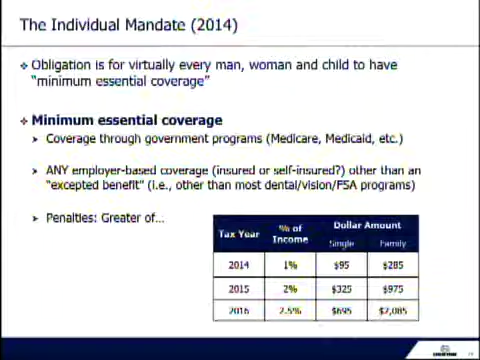 The Individual Mandate (2014)
Obligation is for virtually every man, woman and child to have
“minimum essential coverage”
Minimum essential coverage
Coverage through government programs (Medicare, Medicaid, etc.)
ANY employer-based coverage (insured or self-insured?) other than an
“excepted benefit” (i.e., other than most dental/vision/FSA programs)
Penalties: Greater of…
Tax Year % of Income Dollar Amount
Single Family
2014 1% $95 $285
2015 2% $325 $975
2016 2.5% $695 $2,085